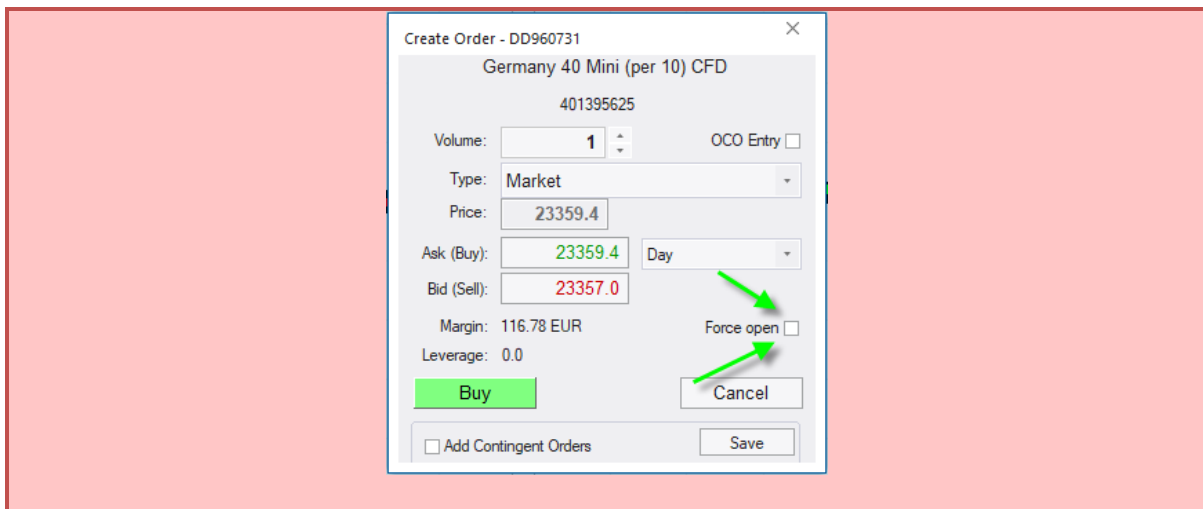 Create Order - DD960731
Germany 40 Mini (per 10) CFD
401395625
Volume: 1 OCO Entry
Type: Market
Price: 23359.4
Ask (Buy): 23359.4 Day
Bid (Sell): 23357.0
Margin: 116.78 EUR Force open
Leverage: 0.0
Buy Cancel
Add Contingent Orders Save